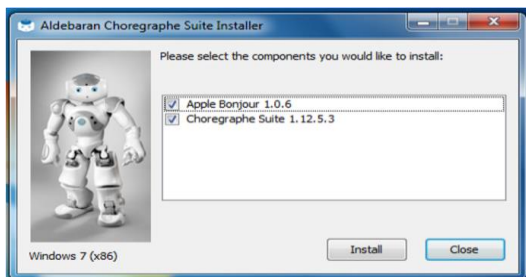 Aldebaran Choregraphe Suite Installer
Please select the components you would like to install:
Apple Bonjour 1.0.6
Choregraphe Suite 1.12.5.3
Windows 7 (x86)
Install
Close